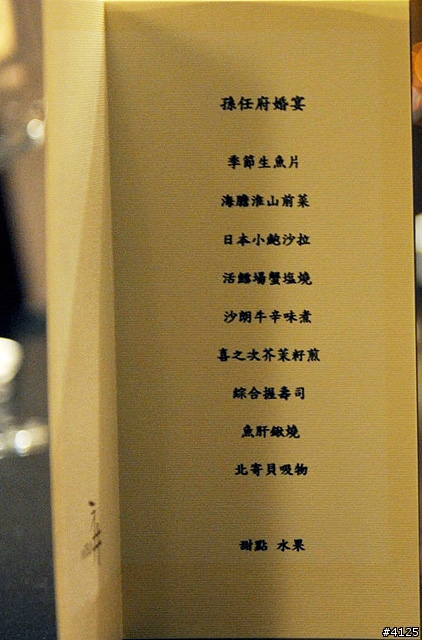 孫任府婚宴
季節生魚片
海膽淮山前菜
日本小鮑沙拉
活鱈場蟹塩燒
沙朗牛辛味煮
喜之次芥茉籽煎
綜合握壽司
魚肝鍬燒
北寄貝吸物
甜點 水果
#4125